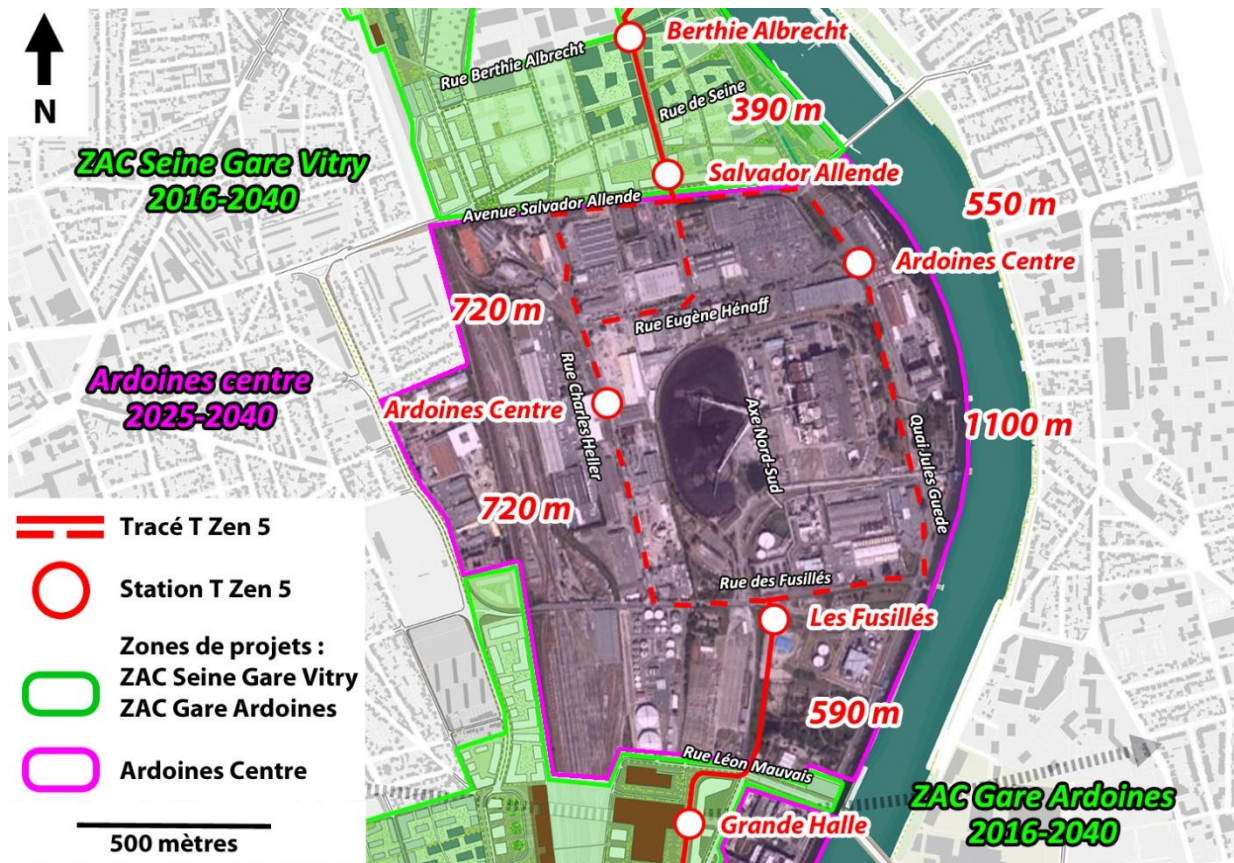 N
Berthie Albrecht
Rue Berthie Albrecht
Rue de Seine
390 m
ZAC Seine Gare Vitry
2016-2040
Salvador Allende
Avenue Salvador Allende
550 m
Ardoines Centre
720 m
Rue Eugène Hénaff
Ardoines centre
2025-2040
Ardoines Centre
Rue Charles Heller
Axe Nord-Sud
Quai Jules Guede
1100 m
720 m
Tracé T Zen 5
Station T Zen 5
Rue des Fusillés
Les Fusillés
Zones de projets :
ZAC Seine Gare Vitry
ZAC Gare Ardoines
590 m
Rue Léon Mauvais
Ardoines Centre
ZAC Gare Ardoines
2016-2040
Grande Halle
500 mètres